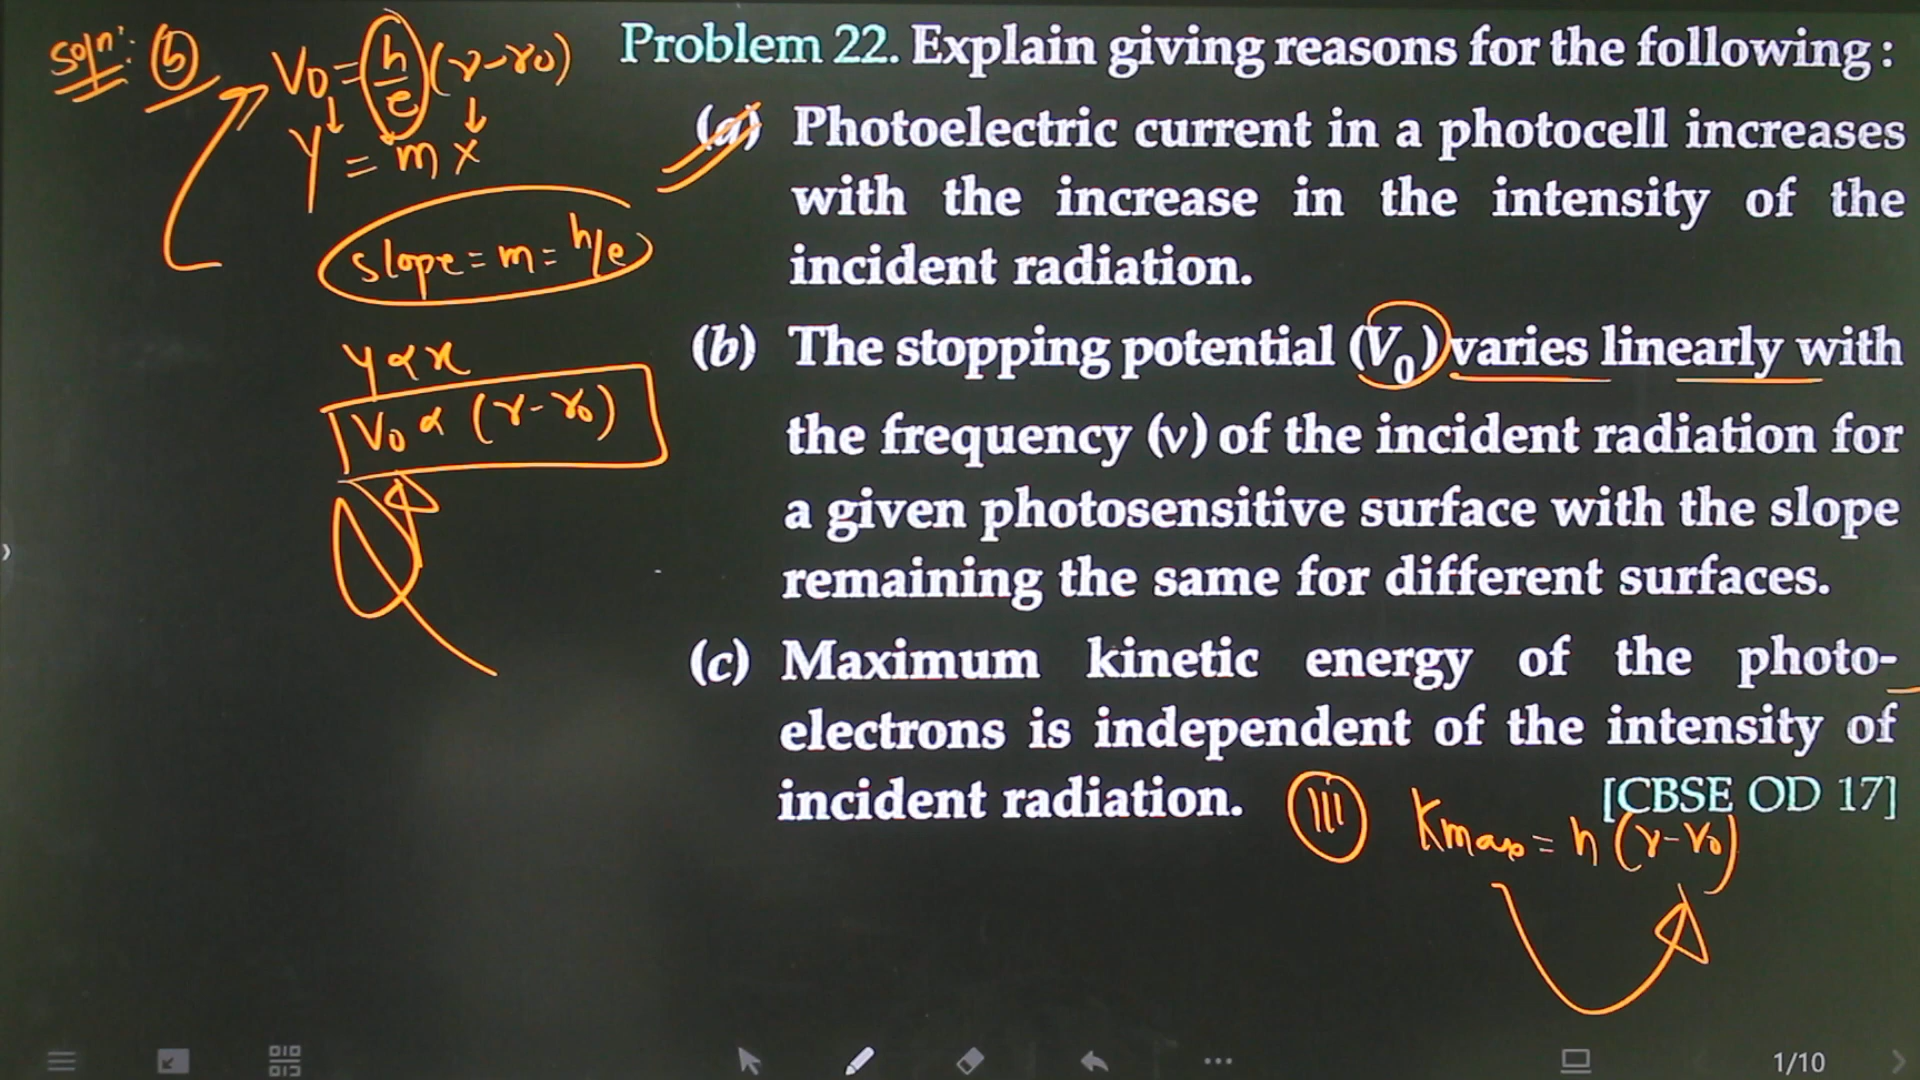 Soln: (b) V0 = h/e (ν-ν0)
Y = m x
slope = m = h/e
Y ∝ x
V0 ∝ (ν-ν0)
Problem 22. Explain giving reasons for the following :
(a) Photoelectric current in a photocell increases
with the increase in the intensity of the
incident radiation.
(b) The stopping potential (V0) varies linearly with
the frequency (ν) of the incident radiation for
a given photosensitive surface with the slope
remaining the same for different surfaces.
(c) Maximum kinetic energy of the photo-
electrons is independent of the intensity of
incident radiation.
[CBSE OD 17]
(III) Kmax = h (ν-ν0)
1/10